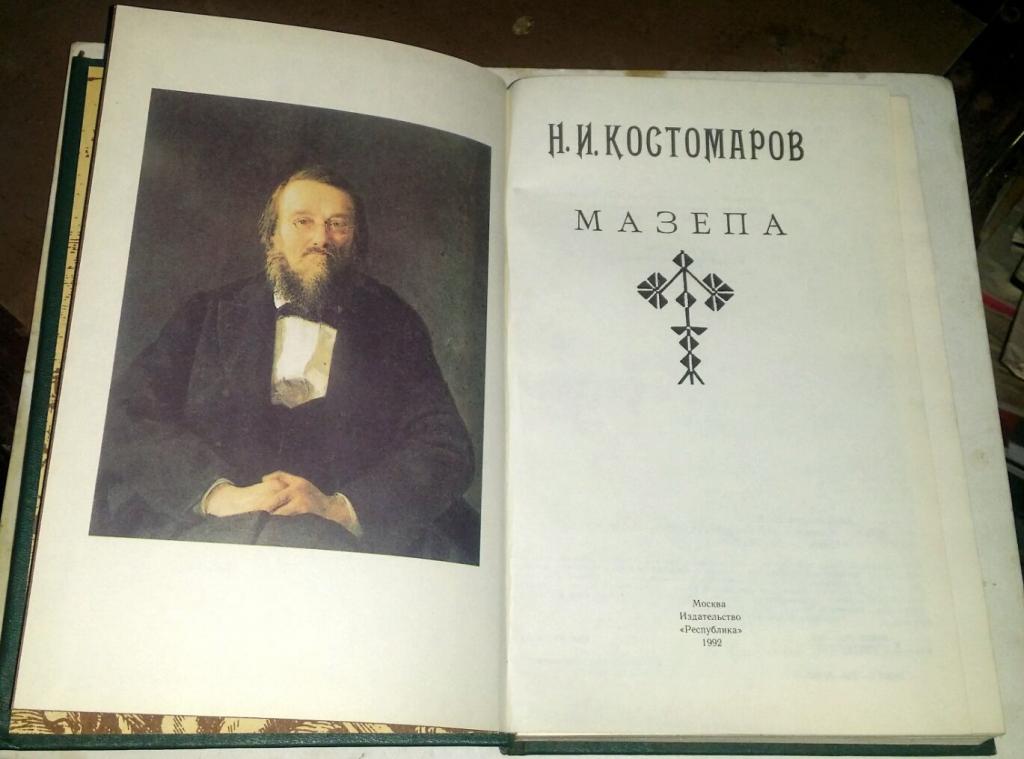 Н. И. КОСТОМАРОВ
МАЗЕПА
Москва
Издательство
«Республика»
1992